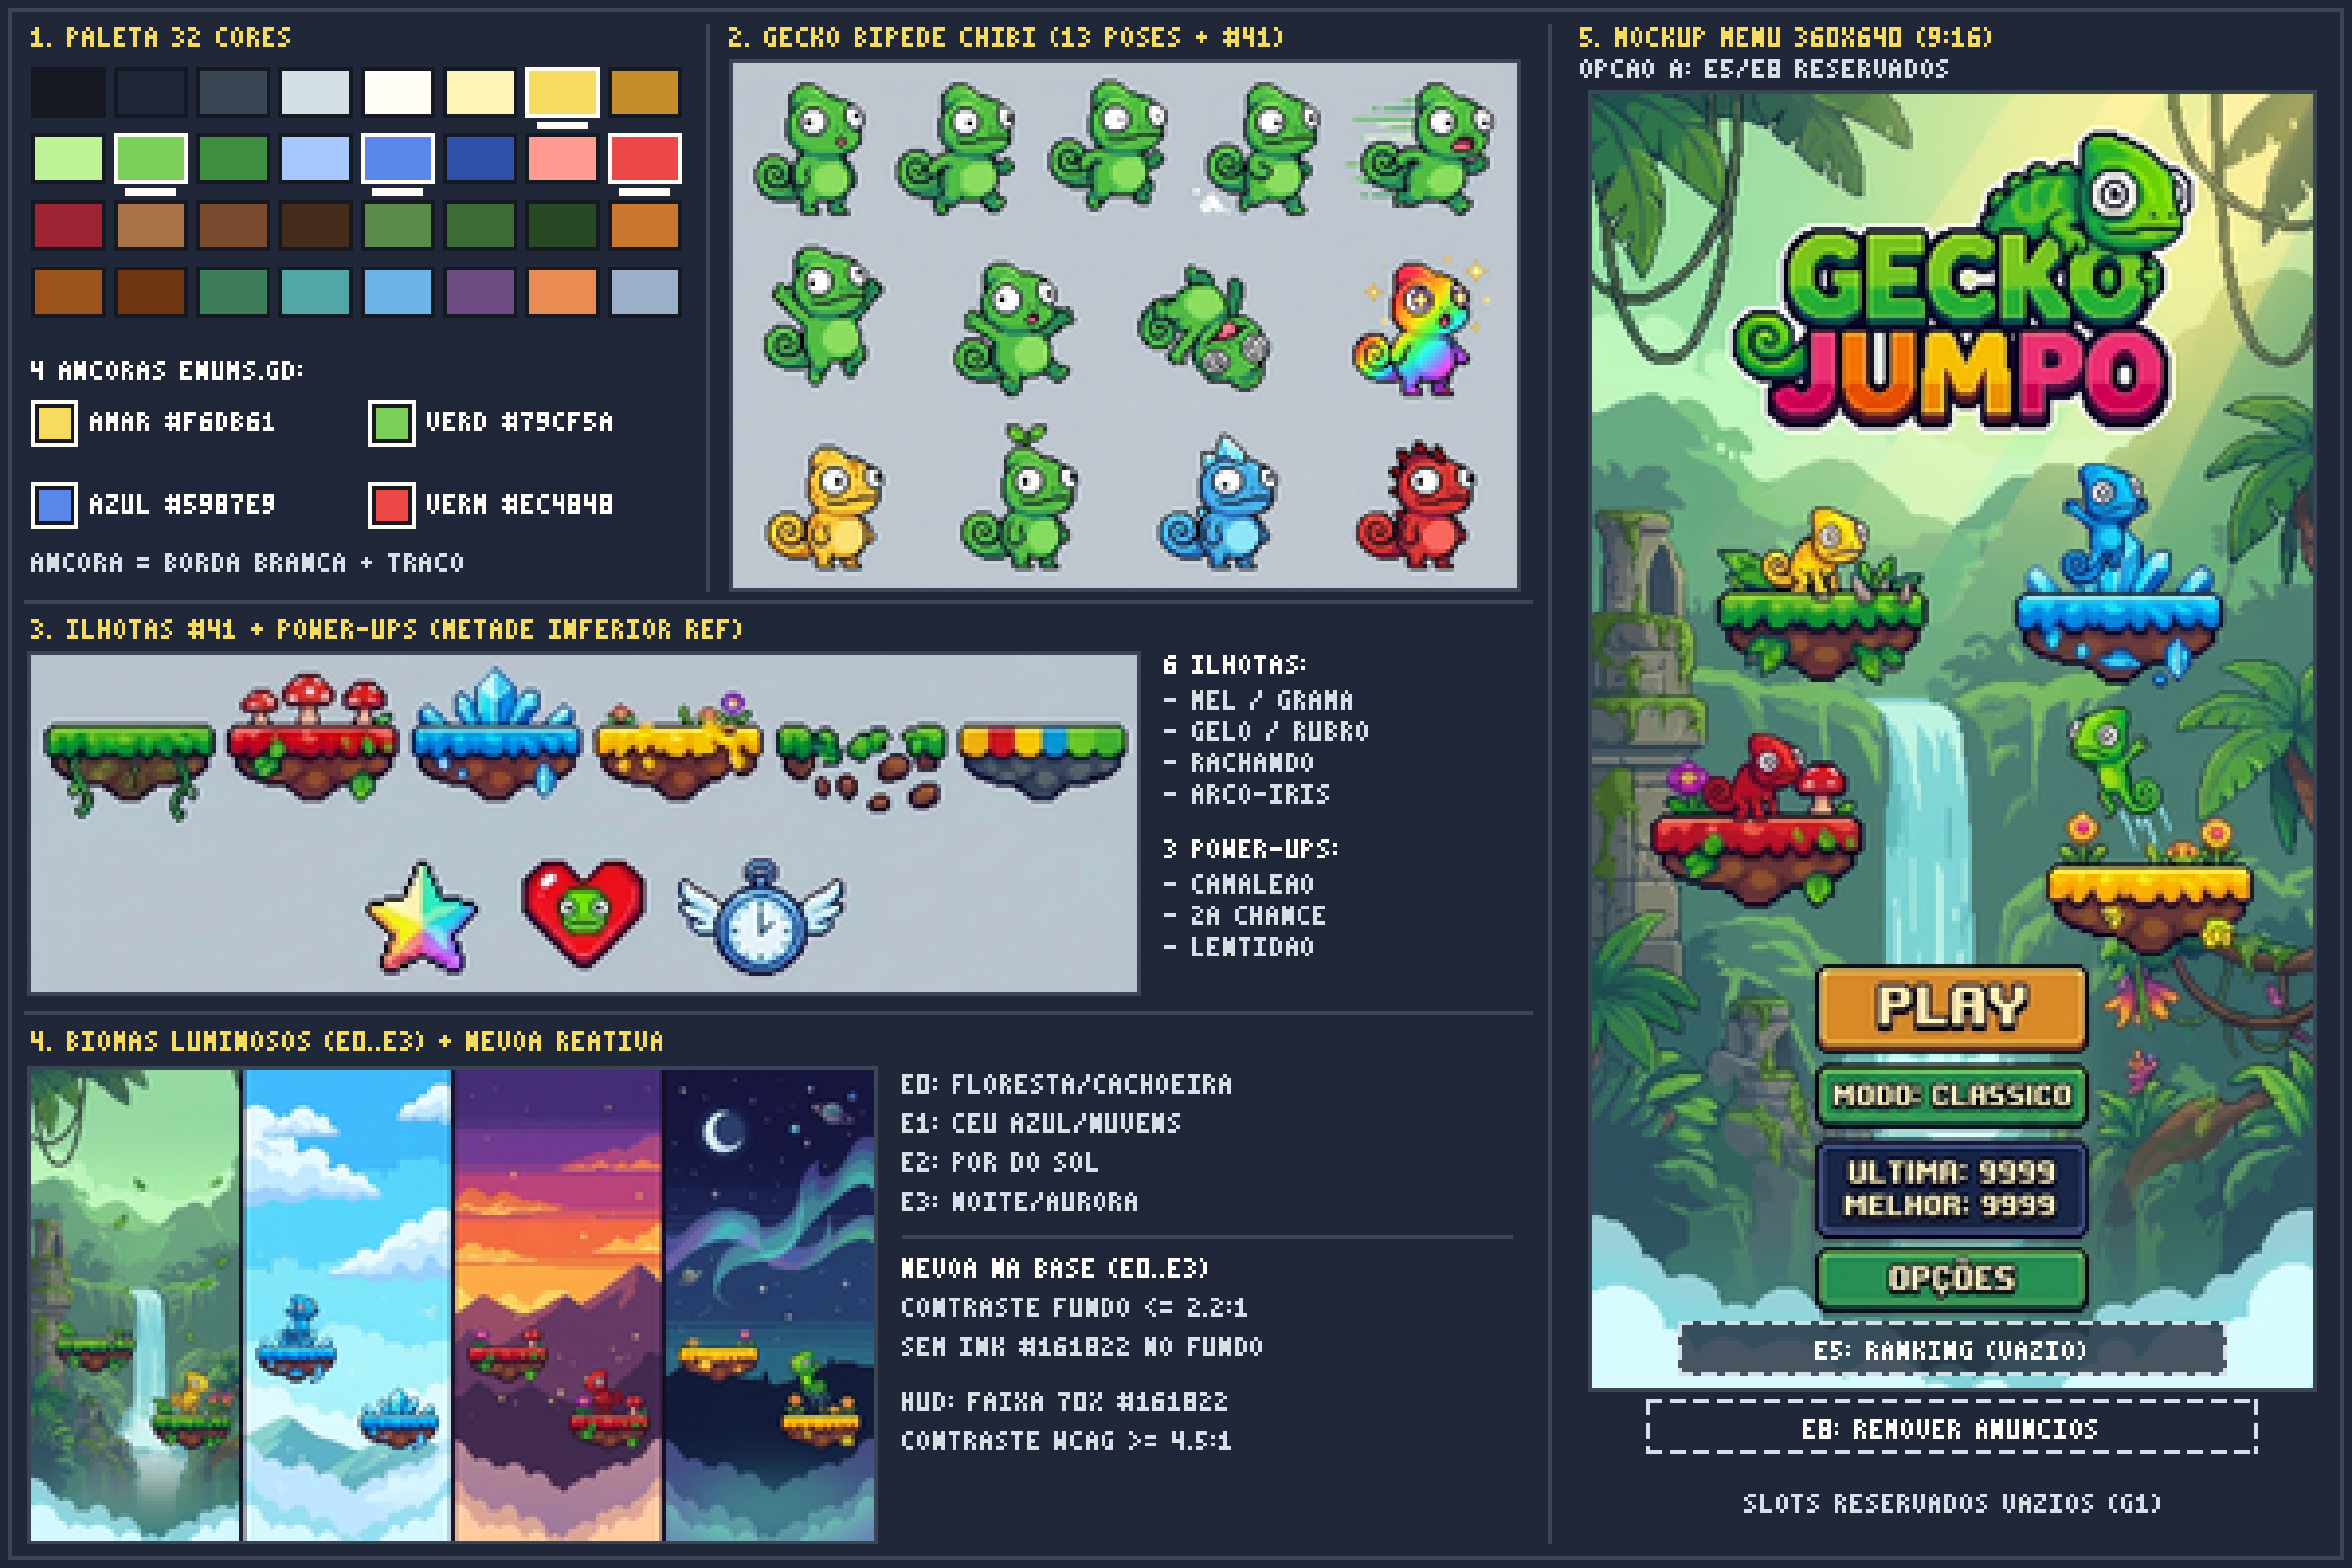 1. PALETA 32 CORES
4 ANCORAS ENUMS.GD:
AMAR #F6DB61
VERD #79CF5A
AZUL #5987E9
VERM #EC4848
ANCORA = BORDA BRANCA + TRACO
2. GECKO BIPEDE CHIBI (13 POSES + #41)
3. ILHOTAS #41 + POWER-UPS (METADE INFERIOR REF)
6 ILHOTAS:
- MEL / GRAMA
- GELO / RUBRO
- RACHANDO
- ARCO-IRIS
3 POWER-UPS:
- CAMALEAO
- 2A CHANCE
- LENTIDAO
4. BIOMAS LUMINOSOS (E0..E3) + NEVOA REATIVA
E0: FLORESTA/CACHOEIRA
E1: CEU AZUL/NUVENS
E2: POR DO SOL
E3: NOITE/AURORA
NEVOA NA BASE (E0..E3)
CONTRASTE FUNDO <= 2.2:1
SEM INK #161822 NO FUNDO
HUD: FAIXA 70% #161822
CONTRASTE WCAG >= 4.5:1
5. MOCKUP MENU 360X640 (9:16)
OPCAO A: E5/E8 RESERVADOS
GECKO
JUMPO
PLAY
MODO: CLASSICO
ULTIMA: 9999
MELHOR: 9999
OPÇÕES
E5: RANKING (VAZIO)
E8: REMOVER ANUNCIOS
SLOTS RESERVADOS VAZIOS (G1)